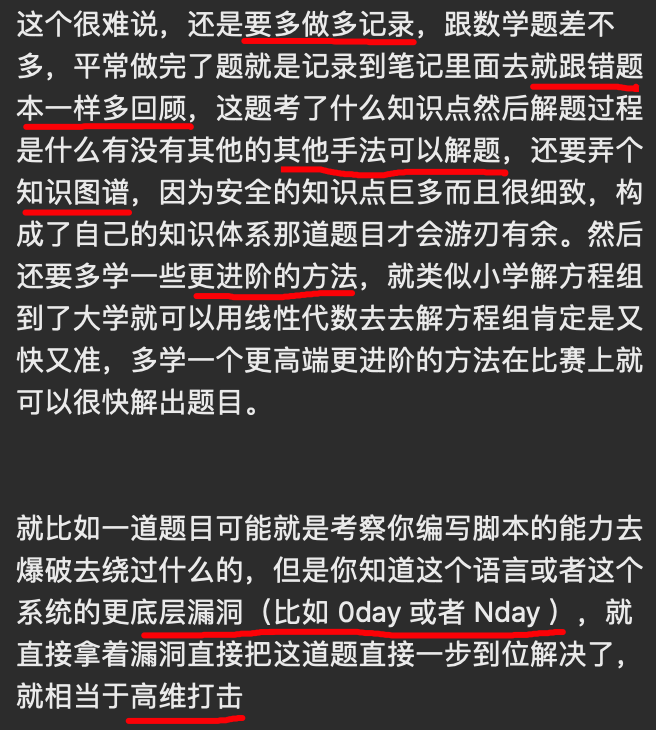 这个很难说，还是要多做多记录，跟数学题差不
多，平常做完了题就是记录到笔记里面去就跟错题
本一样多回顾，这题考了什么知识点然后解题过程
是什么有没有其他的其他手法可以解题，还要弄个
知识图谱，因为安全的知识点巨多而且很细致，构
成了自己的知识体系那道题目才会游刃有余。然后
还要多学一些更进阶的方法，就类似小学解方程组
到了大学就可以用线性代数去去解方程组肯定是又
快又准，多学一个更高端更进阶的方法在比赛上就
可以很快解出题目。
就比如一道题目可能就是考察你编写脚本的能力去
爆破去绕过什么的，但是你知道这个语言或者这个
系统的更底层漏洞（比如 0day 或者 Nday ），就
直接拿着漏洞直接把这道题直接一步到位解决了，
就相当于高维打击